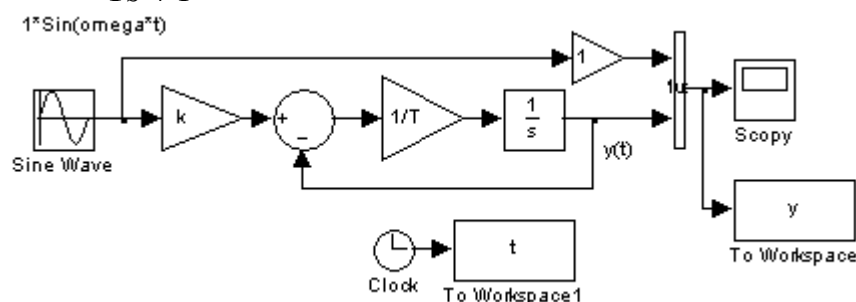 1*Sin(omega*t)
1
k
+
−
1/T
1
s
y(t)
Sine Wave
Scopy
y
To Workspace
t
Clock
To Workspace1